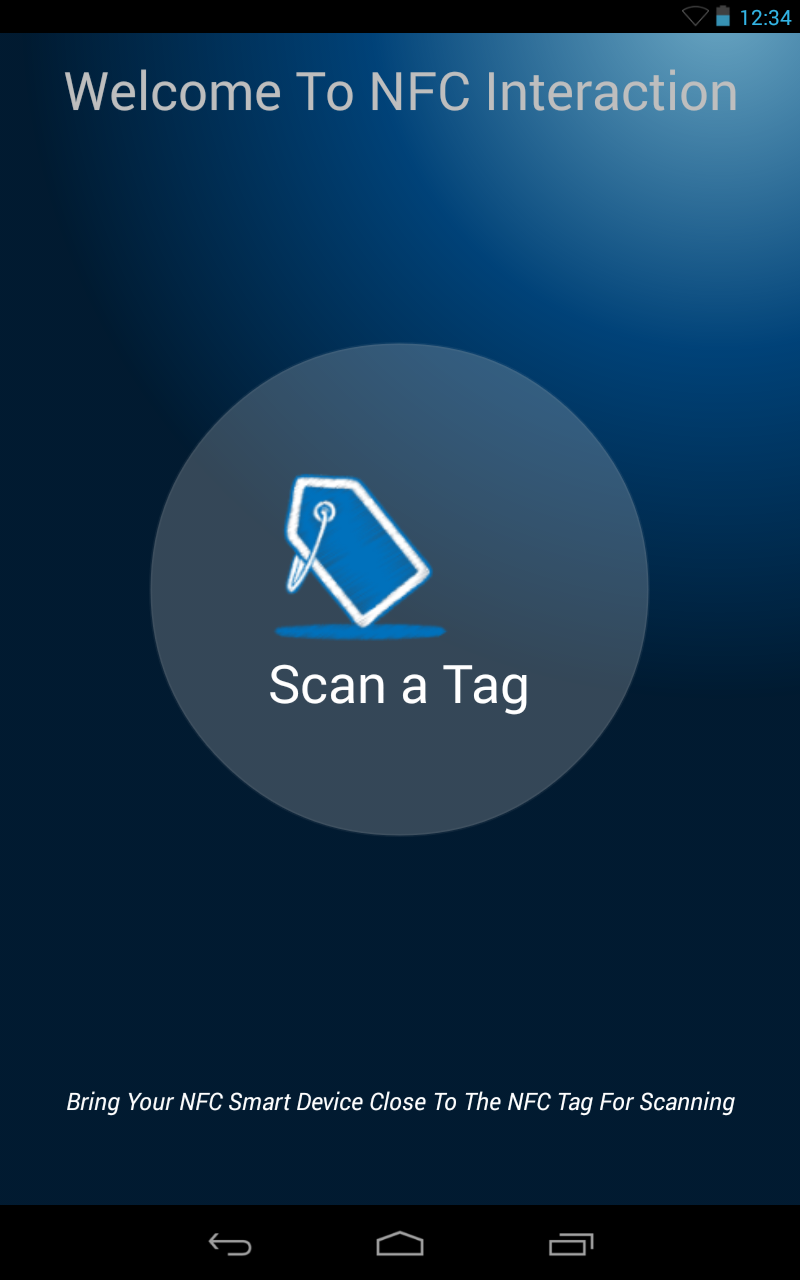 12:34
Welcome To NFC Interaction
Scan a Tag
Bring Your NFC Smart Device Close To The NFC Tag For Scanning